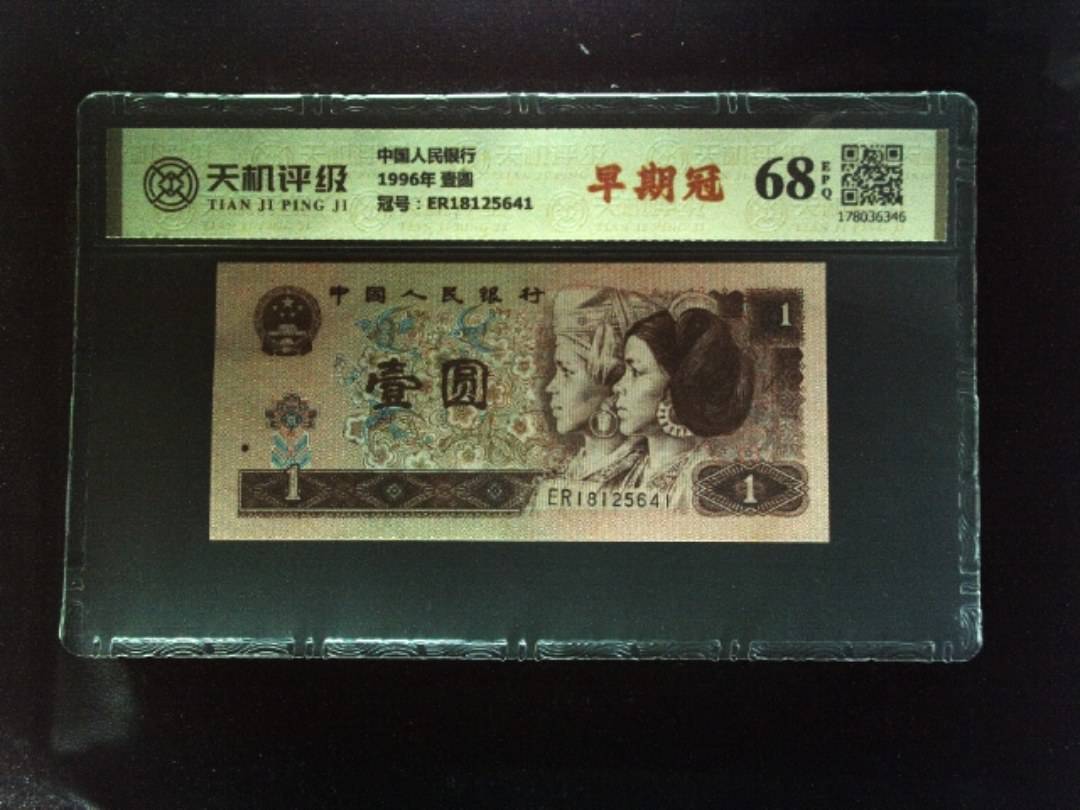 天机评级
TIAN JI PING JI
中国人民银行
1996年 壹圆
冠号：ER18125641
早期冠
68
EPQ
178036346
中国人民银行
1
壹圆
1
ER18125641
1